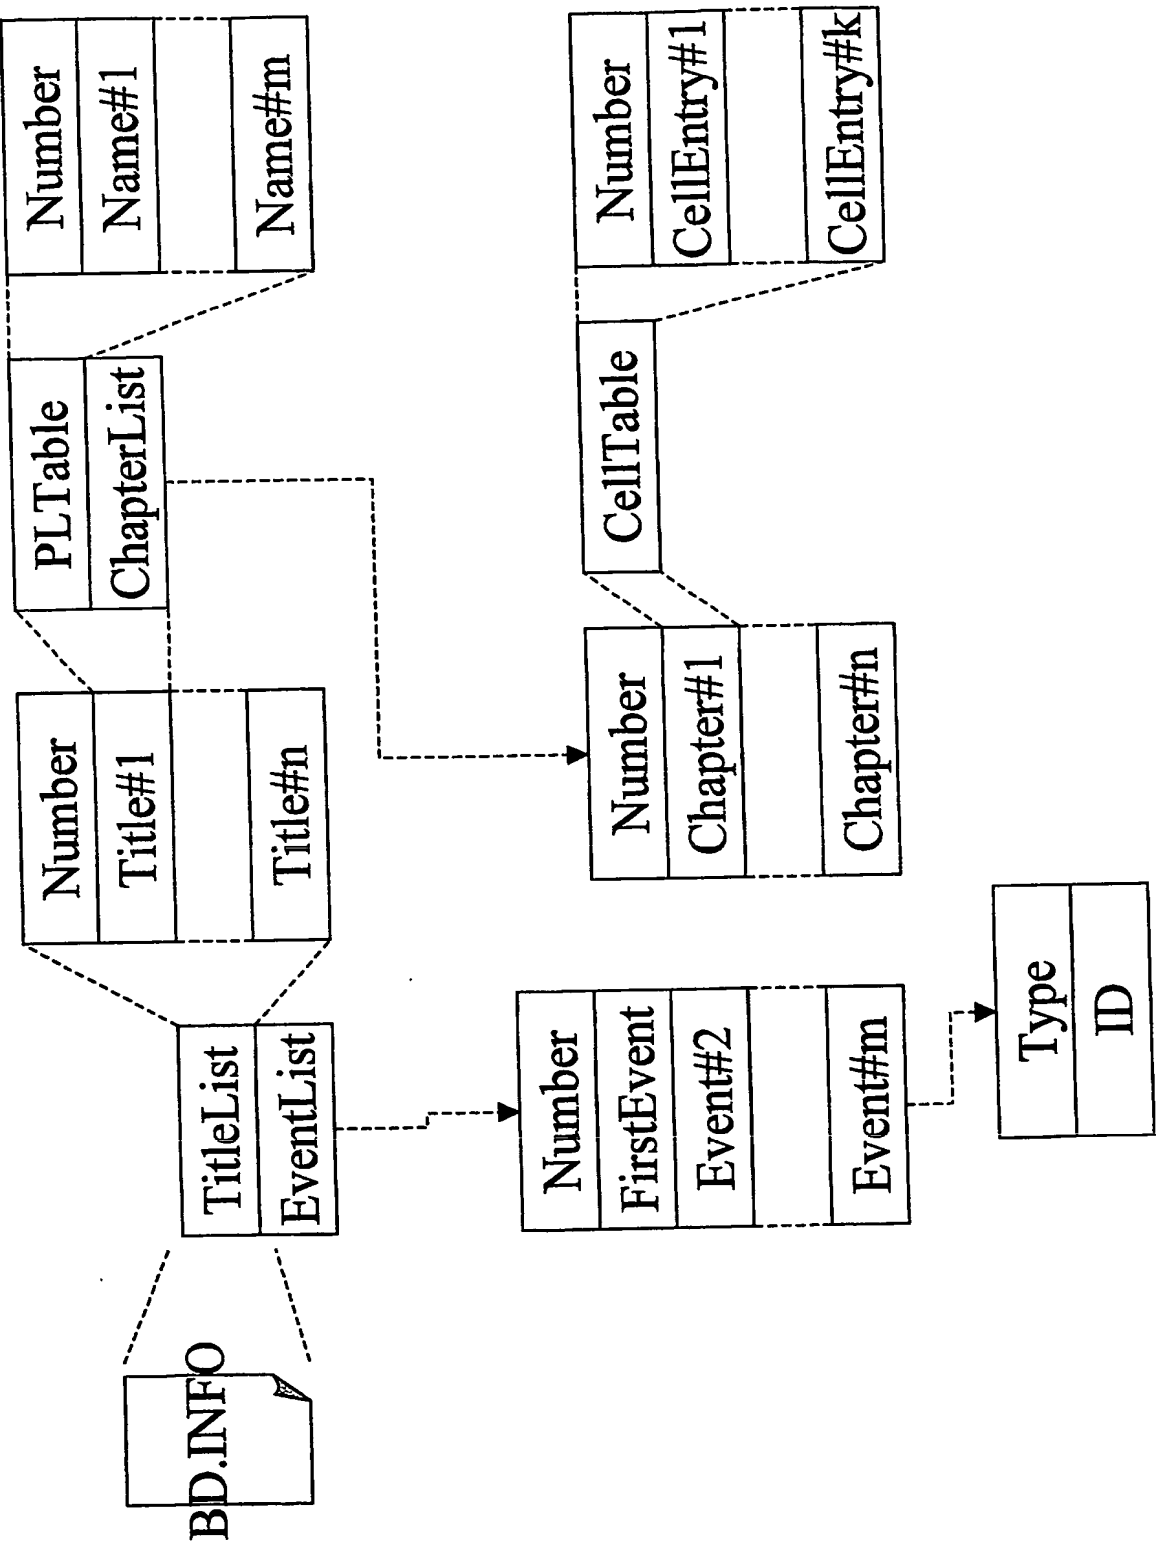 BD.INFO
TitleList
EventList
Number
Title#1
Title#n
PLTable
ChapterList
Number
Name#1
Name#m
Number
FirstEvent
Event#2
Event#m
Type
ID
Number
Chapter#1
Chapter#n
CellTable
Number
CellEntry#1
CellEntry#k